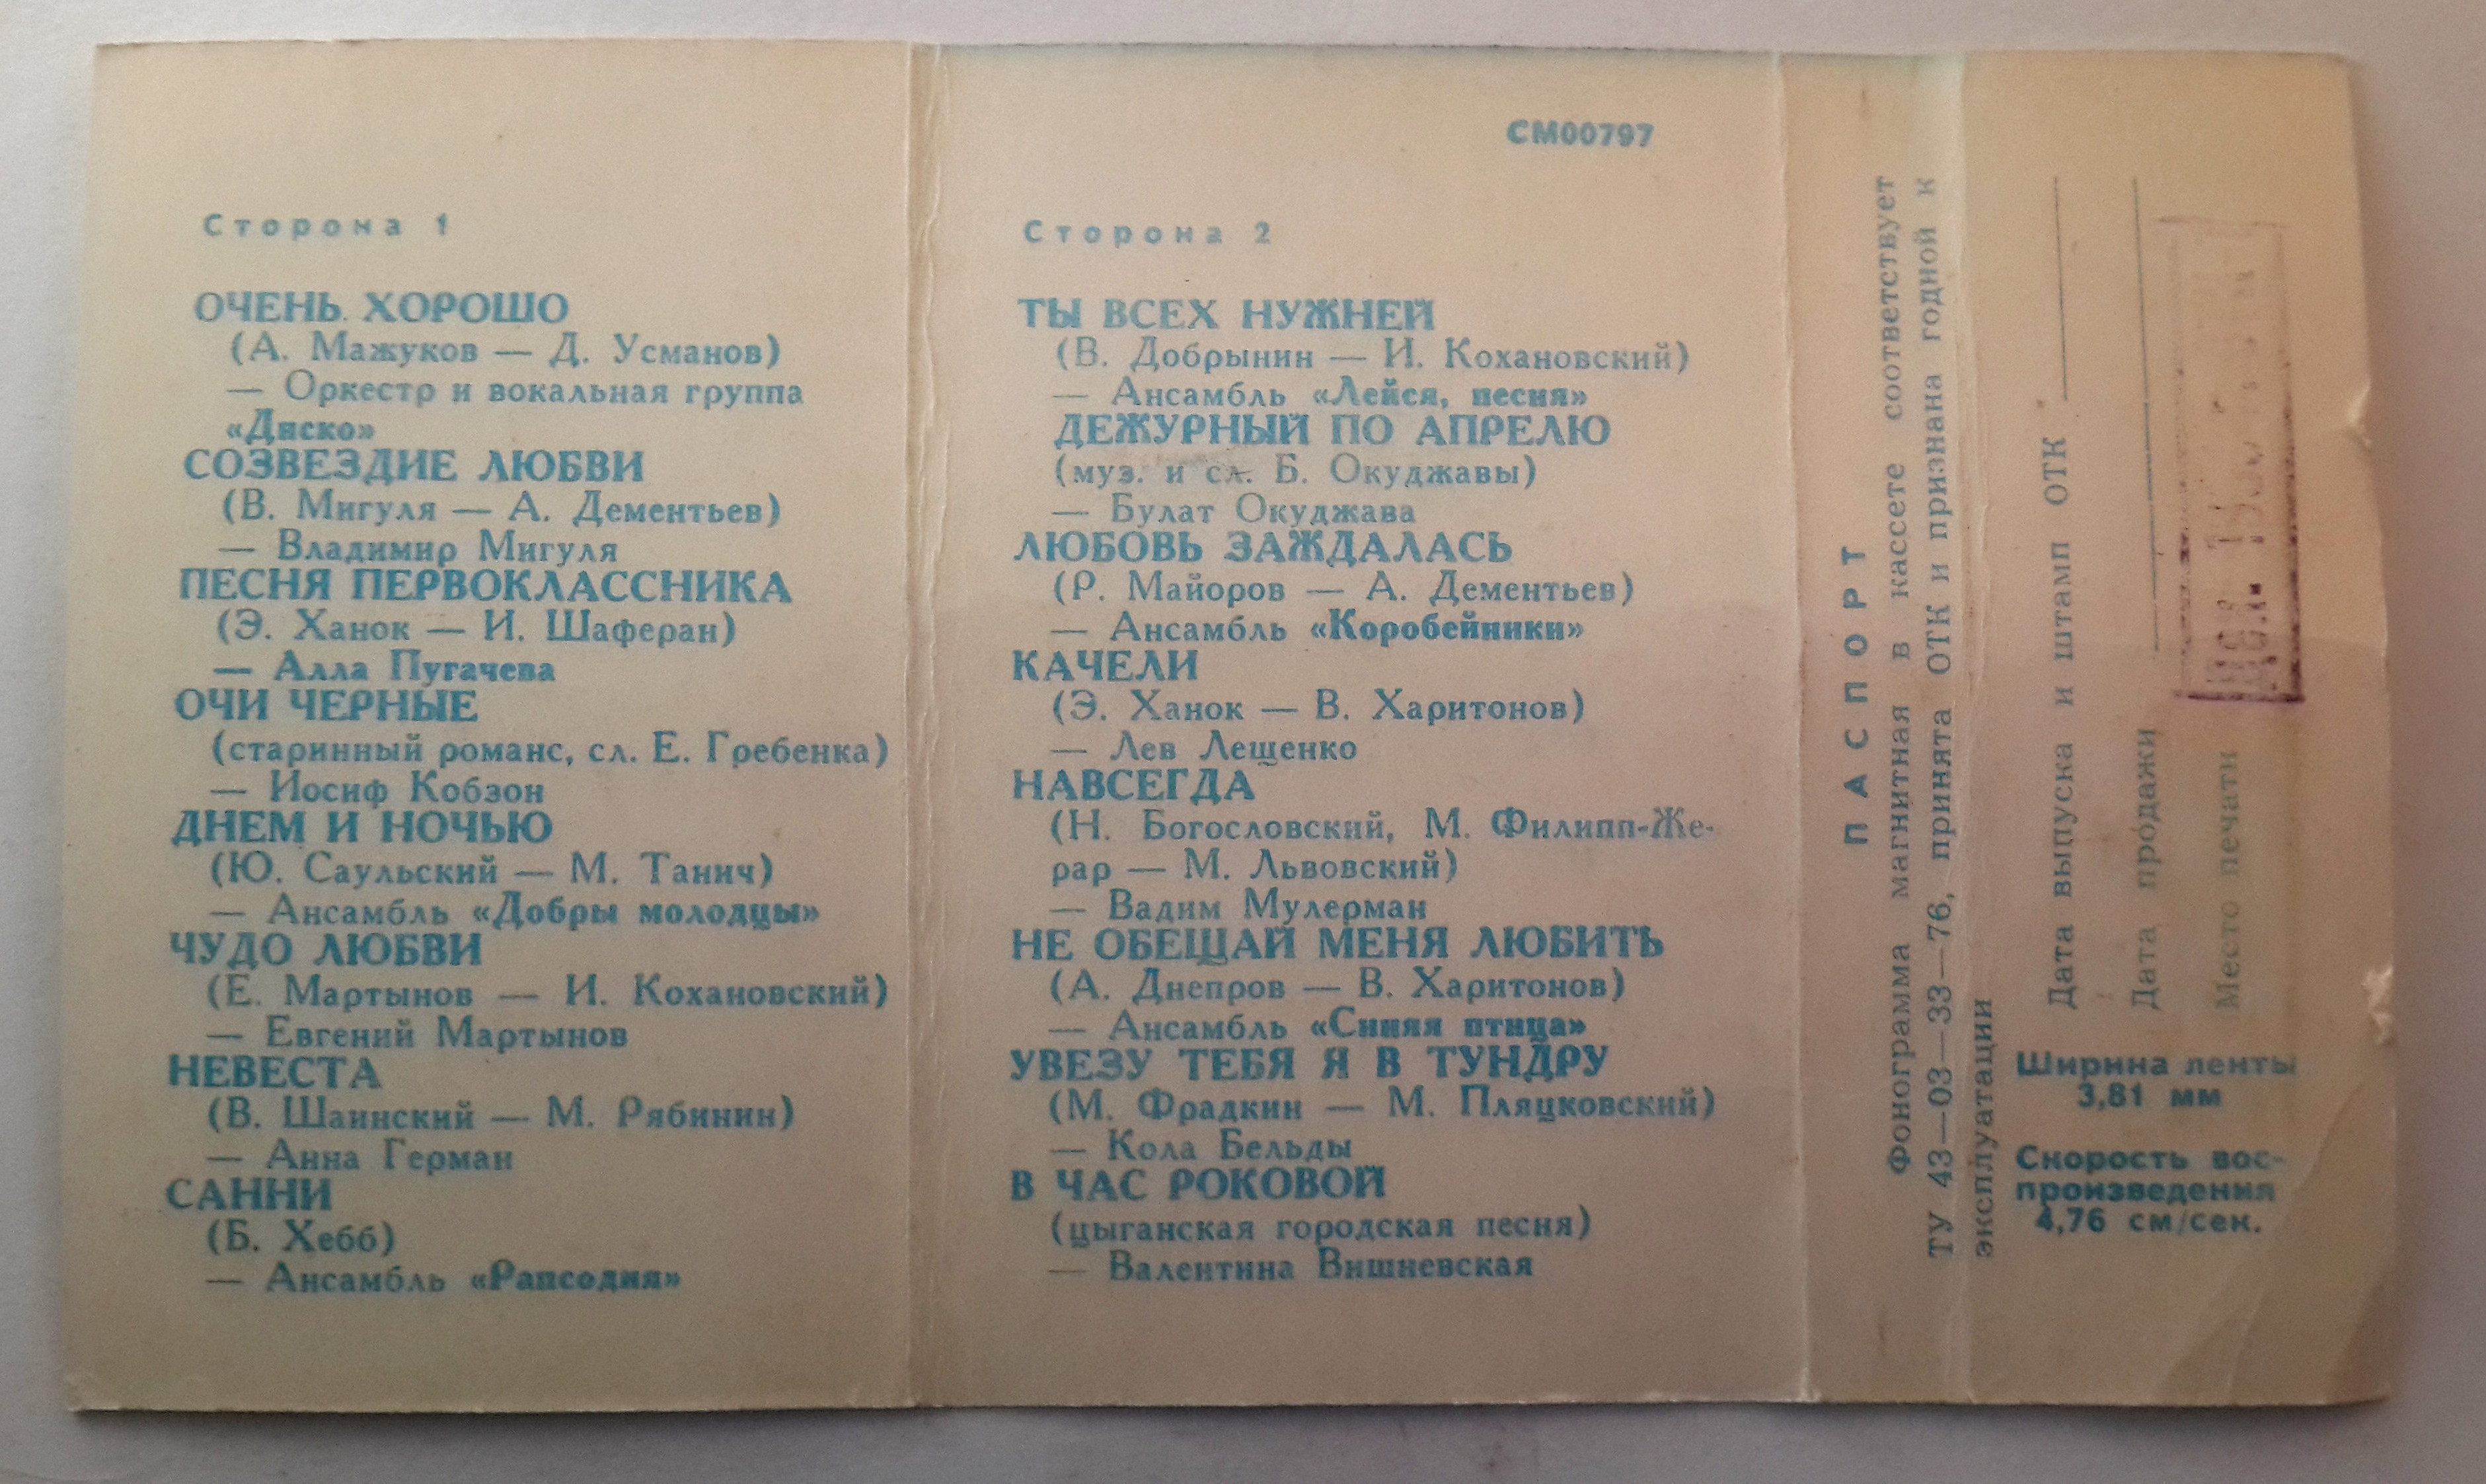 Сторона 1
ОЧЕНЬ ХОРОШО
(А. Мажуков — Д. Усманов)
— Оркестр и вокальная группа
«Диско»
СОЗВЕЗДИЕ ЛЮБВИ
(В. Мигуля — А. Дементьев)
— Владимир Мигуля
ПЕСНЯ ПЕРВОКЛАССНИКА
(Э. Ханок — И. Шаферан)
— Алла Пугачева
ОЧИ ЧЕРНЫЕ
(старинный романс, сл. Е. Гребенка)
— Иосиф Кобзон
ДНЕМ И НОЧЬЮ
(Ю. Саульский — М. Танич)
— Ансамбль «Добры молодцы»
ЧУДО ЛЮБВИ
(Е. Мартынов — И. Кохановский)
— Евгений Мартынов
НЕВЕСТА
(В. Шаинский — М. Рябинин)
— Анна Герман
САННИ
(Б. Хебб)
— Ансамбль «Рапсодия»
СМ00797
Сторона 2
ТЫ ВСЕХ НУЖНЕЙ
(В. Добрынин — И. Кохановский)
— Ансамбль «Лейся, песня»
ДЕЖУРНЫЙ ПО АПРЕЛЮ
(муз. и сл. Б. Окуджавы)
— Булат Окуджава
ЛЮБОВЬ ЗАЖДАЛАСЬ
(Р. Майоров — А. Дементьев)
— Ансамбль «Коробейники»
КАЧЕЛИ
(Э. Ханок — В. Харитонов)
— Лев Лещенко
НАВСЕГДА
(Н. Богословский, М. Филипп-Же-
рар — М. Львовский)
— Вадим Мулерман
НЕ ОБЕЩАЙ МЕНЯ ЛЮБИТЬ
(А. Днепров — В. Харитонов)
— Ансамбль «Синяя птица»
УВЕЗУ ТЕБЯ Я В ТУНДРУ
(М. Фрадкин — М. Пляцковский)
— Кола Бельды
В ЧАС РОКОВОЙ
(цыганская городская песня)
— Валентина Вишневская
ПАСПОРТ
Фонограмма магнитная в кассете соответствует
ТУ 43—03—33—76, принята ОТК и признана годной к
эксплуатации
Дата выпуска и штамп ОТК
Дата продажи
Место печати
Ширина ленты
3,81 мм
Скорость вос-
произведения
4,76 см/сек.